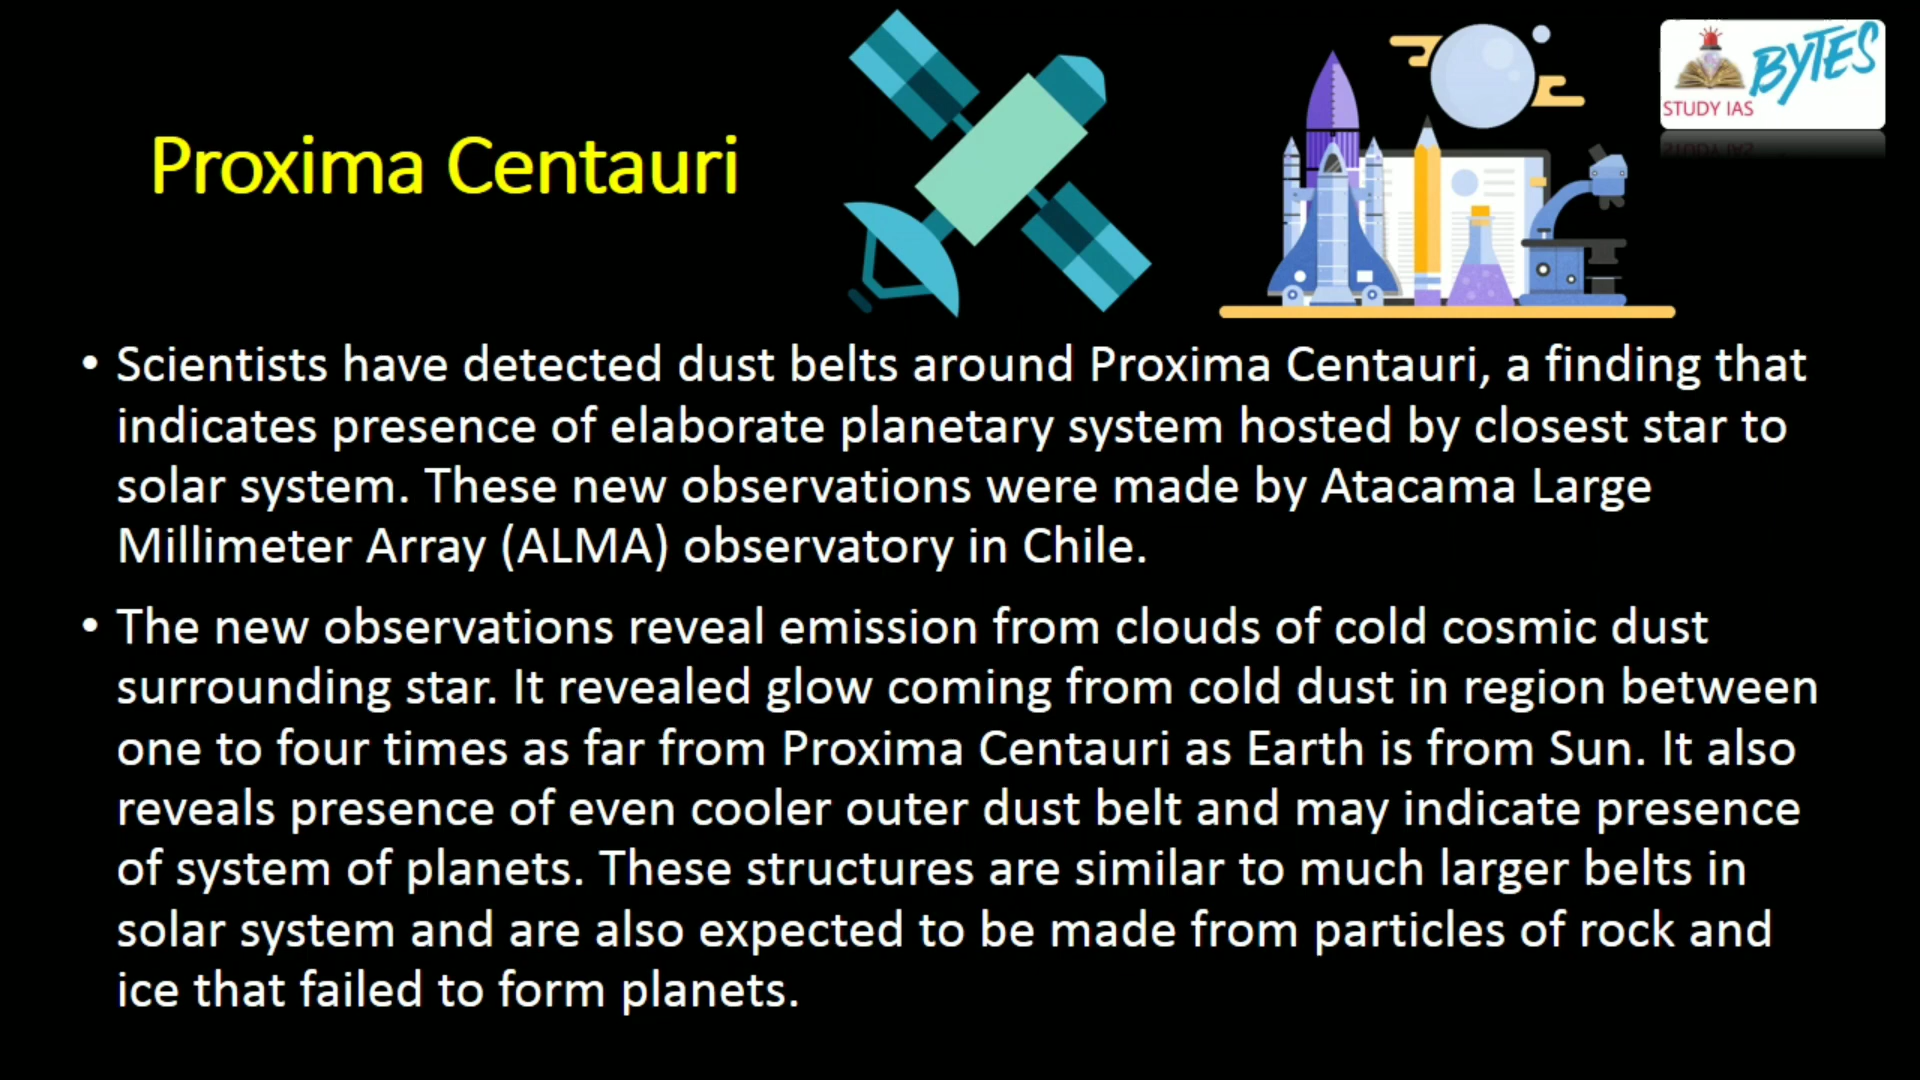 BYTES
STUDY IAS
Proxima Centauri
• Scientists have detected dust belts around Proxima Centauri, a finding that
indicates presence of elaborate planetary system hosted by closest star to
solar system. These new observations were made by Atacama Large
Millimeter Array (ALMA) observatory in Chile.
• The new observations reveal emission from clouds of cold cosmic dust
surrounding star. It revealed glow coming from cold dust in region between
one to four times as far from Proxima Centauri as Earth is from Sun. It also
reveals presence of even cooler outer dust belt and may indicate presence
of system of planets. These structures are similar to much larger belts in
solar system and are also expected to be made from particles of rock and
ice that failed to form planets.